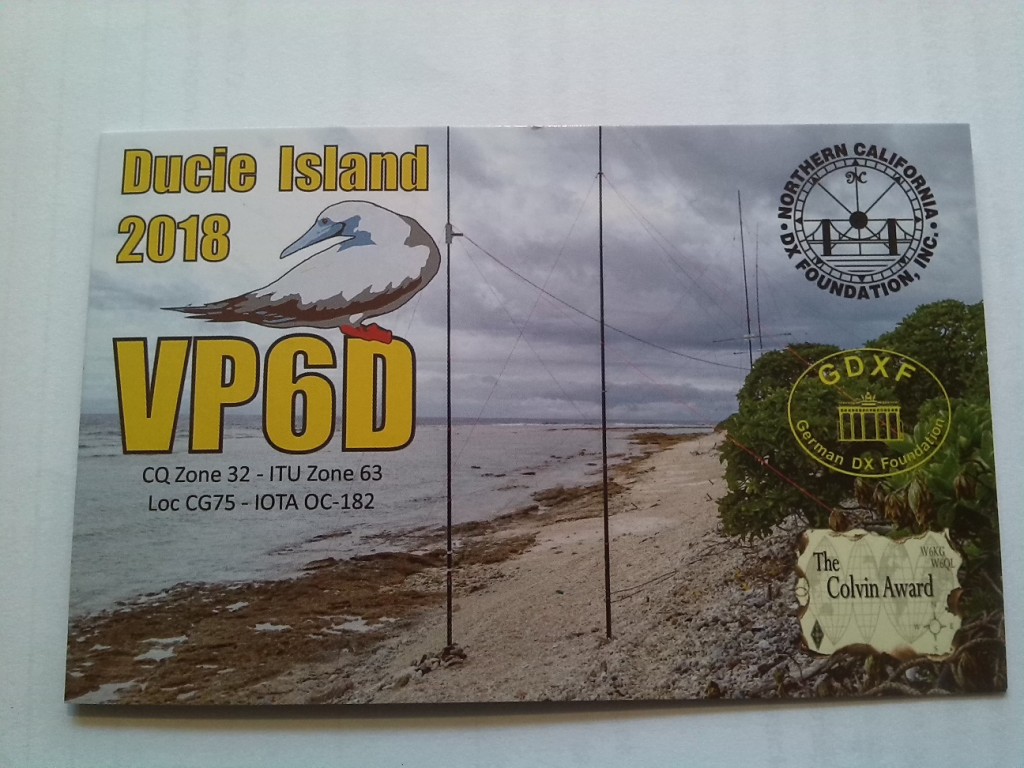 Ducie Island
2018
VP6D
CQ Zone 32 - ITU Zone 63
Loc CG75 - IOTA OC-182
NORTHERN CALIFORNIA
• DX FOUNDATION, INC. •
GDXF
German DX Foundation
W6KG
W6QL
The
Colvin Award